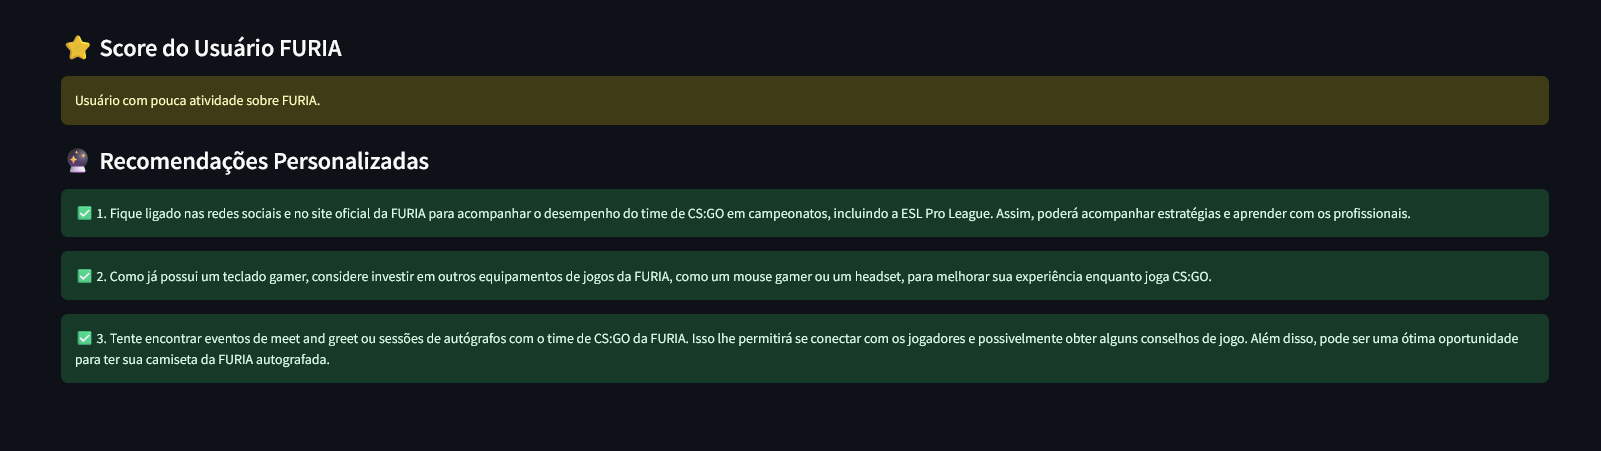 ⭐ Score do Usuário FURIA
Usuário com pouca atividade sobre FURIA.
🔮 Recomendações Personalizadas
✅ 1. Fique ligado nas redes sociais e no site oficial da FURIA para acompanhar o desempenho do time de CS:GO em campeonatos, incluindo a ESL Pro League. Assim, poderá acompanhar estratégias e aprender com os profissionais.
✅ 2. Como já possui um teclado gamer, considere investir em outros equipamentos de jogos da FURIA, como um mouse gamer ou um headset, para melhorar sua experiência enquanto joga CS:GO.
✅ 3. Tente encontrar eventos de meet and greet ou sessões de autógrafos com o time de CS:GO da FURIA. Isso lhe permitirá se conectar com os jogadores e possivelmente obter alguns conselhos de jogo. Além disso, pode ser uma ótima oportunidade
para ter sua camiseta da FURIA autografada.